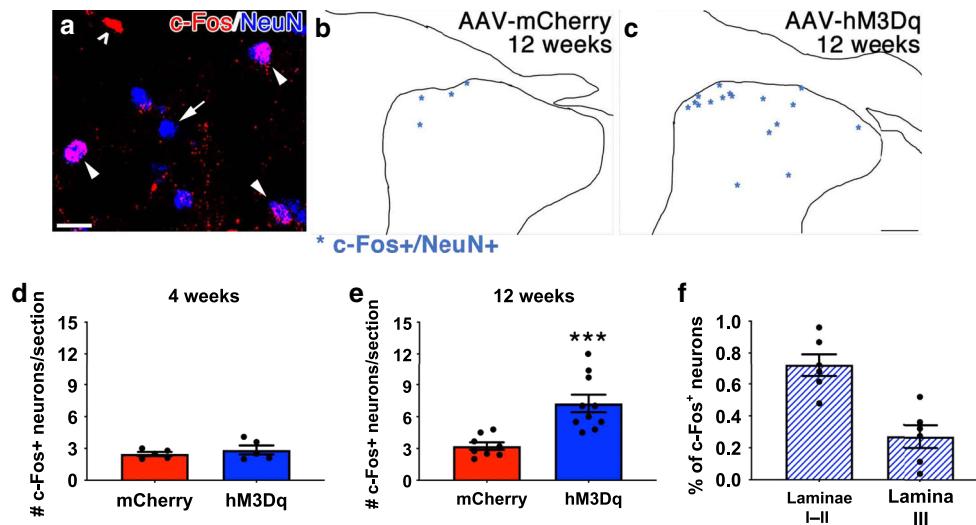 a
c-Fos/NeuN
b
AAV-mCherry
12 weeks
c
AAV-hM3Dq
12 weeks
* c-Fos+/NeuN+
d
4 weeks
# c-Fos+ neurons/section
15
12
9
6
3
0
mCherry
hM3Dq
e
12 weeks
# c-Fos+ neurons/section
15
12
9
6
3
0
***
mCherry
hM3Dq
f
% of c-Fos⁺ neurons
1.0
0.8
0.6
0.4
0.2
0.0
Laminae
I–II
Lamina
III